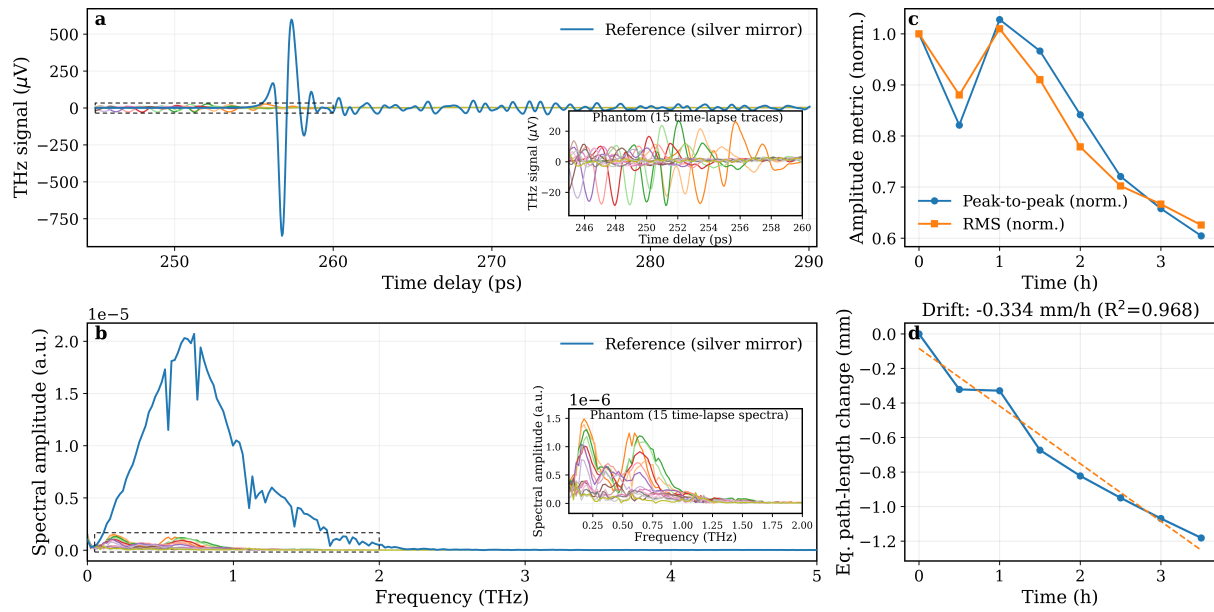 a
Reference (silver mirror)
THz signal (μV)
500
250
0
−250
−500
−750
250
260
270
280
290
Time delay (ps)
Phantom (15 time-lapse traces)
THz signal (μV)
20
0
−20
246
248
250
252
254
256
258
260
Time delay (ps)
c
Amplitude metric (norm.)
1.0
0.9
0.8
0.7
0.6
Peak-to-peak (norm.)
RMS (norm.)
0
1
2
3
Time (h)
b
1e−5
Reference (silver mirror)
Spectral amplitude (a.u.)
2.0
1.5
1.0
0.5
0.0
0
1
2
3
4
5
Frequency (THz)
1e−6
Phantom (15 time-lapse spectra)
Spectral amplitude (a.u.)
1.5
1.0
0.5
0.0
0.25
0.50
0.75
1.00
1.25
1.50
1.75
2.00
Frequency (THz)
Drift: -0.334 mm/h (R²=0.968)
d
Eq. path-length change (mm)
0.0
−0.2
−0.4
−0.6
−0.8
−1.0
−1.2
0
1
2
3
Time (h)